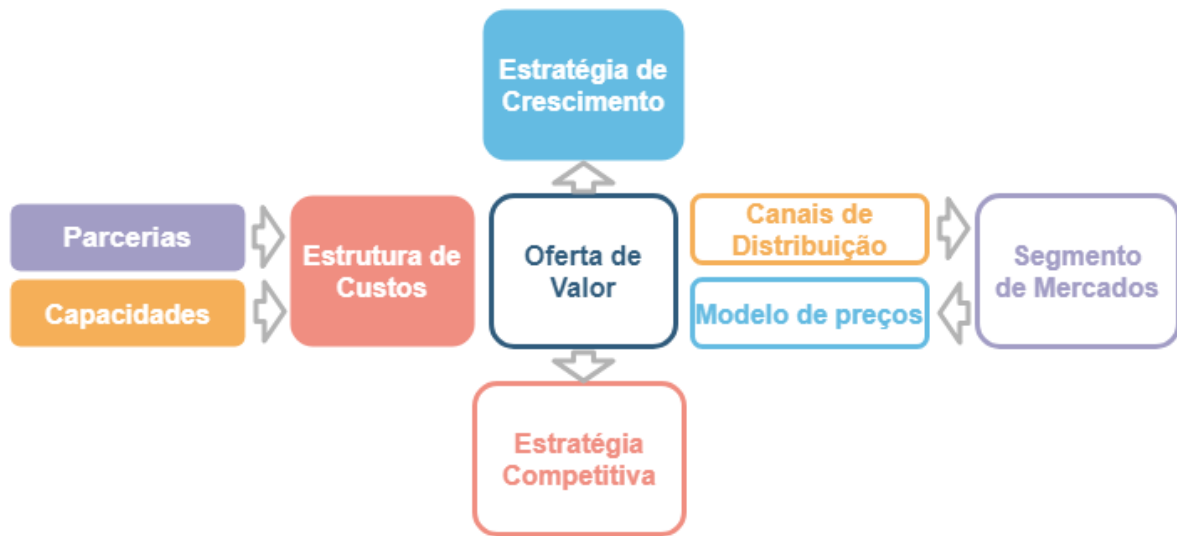 Estratégia de
Crescimento
Parcerias
Capacidades
Estrutura de
Custos
Oferta de
Valor
Canais de
Distribuição
Modelo de preços
Segmento
de Mercados
Estratégia
Competitiva